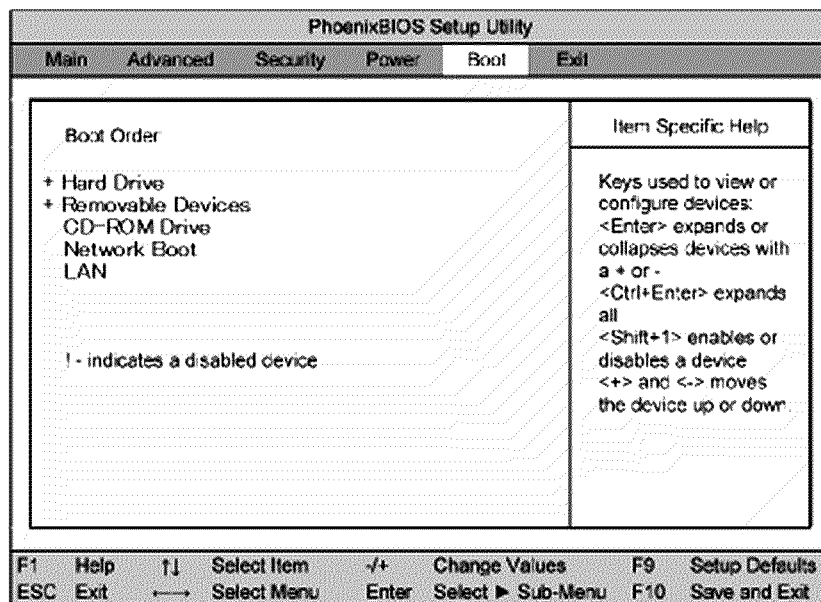 PhoenixBIOS Setup Utility
Main Advanced Security Power Boot Exit
Boot Order
+ Hard Drive
+ Removable Devices
CD-ROM Drive
Network Boot
LAN
! - indicates a disabled device
Item Specific Help
Keys used to view or
configure devices:
<Enter> expands or
collapses devices with
a + or -
<Ctrl+Enter> expands
all
<Shift+1> enables or
disables a device
<+> and <-> moves
the device up or down.
F1 Help ↑↓ Select Item -/+ Change Values F9 Setup Defaults
ESC Exit ←→ Select Menu Enter Select ▶ Sub-Menu F10 Save and Exit